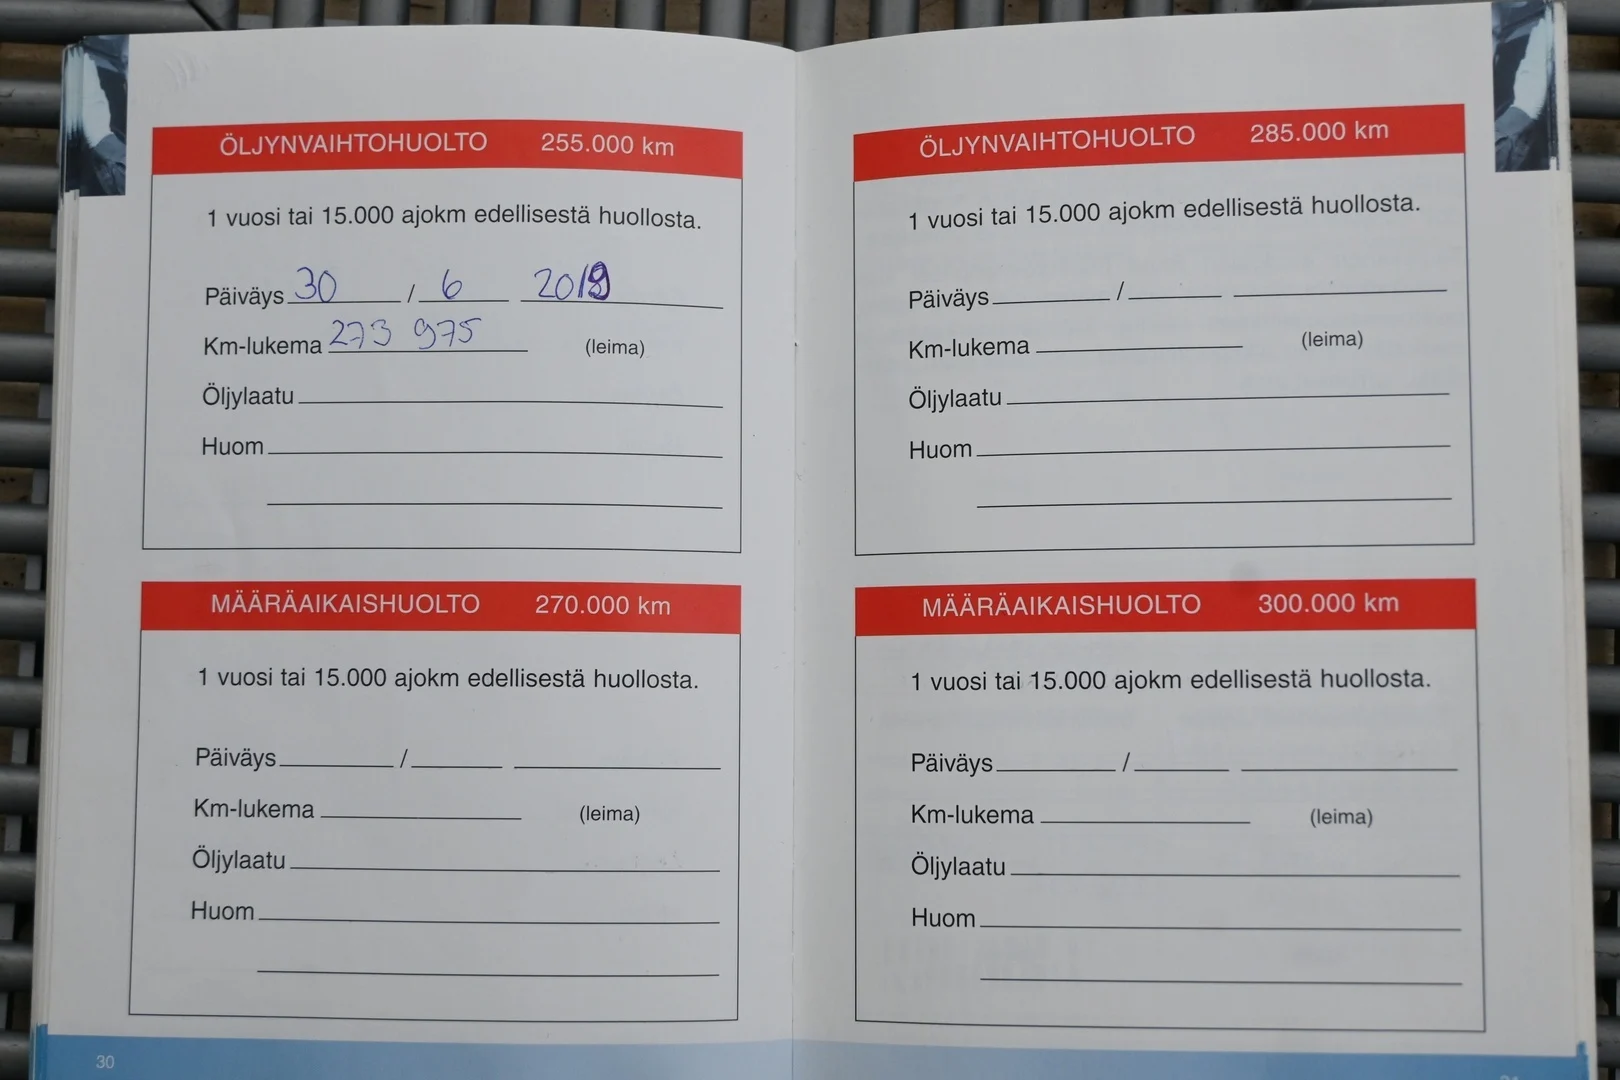 ÖLJYNVAIHTOHUOLTO 255.000 km
1 vuosi tai 15.000 ajokm edellisestä huollosta.
Päiväys 30 / 6 2019
Km-lukema 273 975 (leima)
Öljylaatu
Huom
MÄÄRÄAIKAISHUOLTO 270.000 km
1 vuosi tai 15.000 ajokm edellisestä huollosta.
Päiväys /
Km-lukema (leima)
Öljylaatu
Huom
30
ÖLJYNVAIHTOHUOLTO 285.000 km
1 vuosi tai 15.000 ajokm edellisestä huollosta.
Päiväys /
Km-lukema (leima)
Öljylaatu
Huom
MÄÄRÄAIKAISHUOLTO 300.000 km
1 vuosi tai 15.000 ajokm edellisestä huollosta.
Päiväys /
Km-lukema (leima)
Öljylaatu
Huom